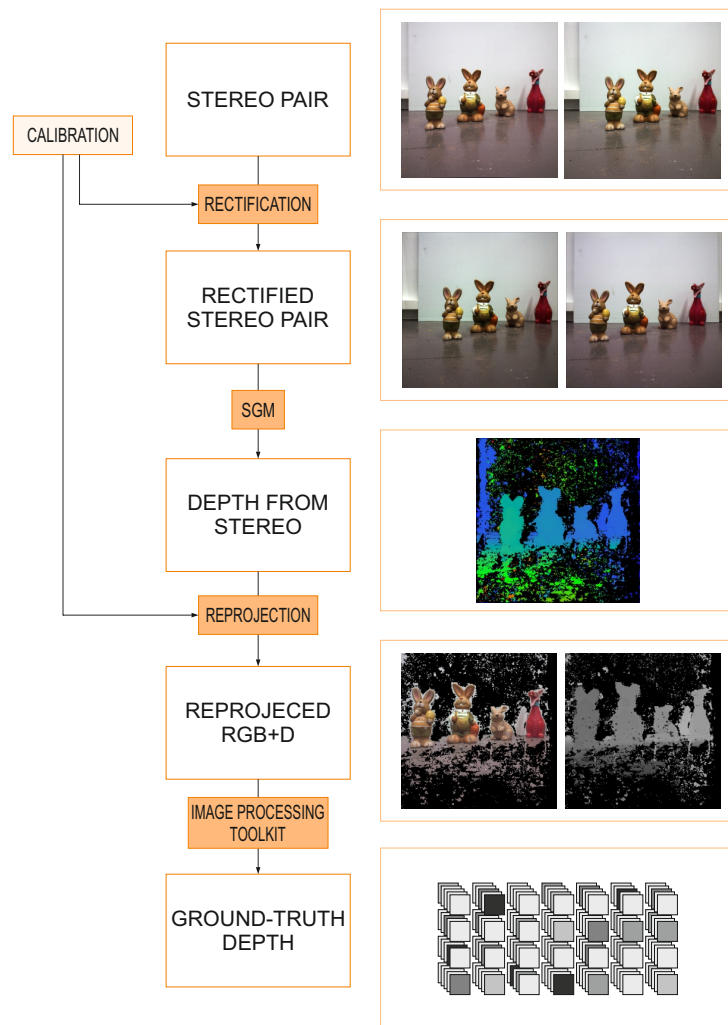 STEREO PAIR
CALIBRATION
RECTIFICATION
RECTIFIED
STEREO PAIR
SGM
DEPTH FROM
STEREO
REPROJECTION
REPROJECED
RGB+D
IMAGE PROCESSING
TOOLKIT
GROUND-TRUTH
DEPTH